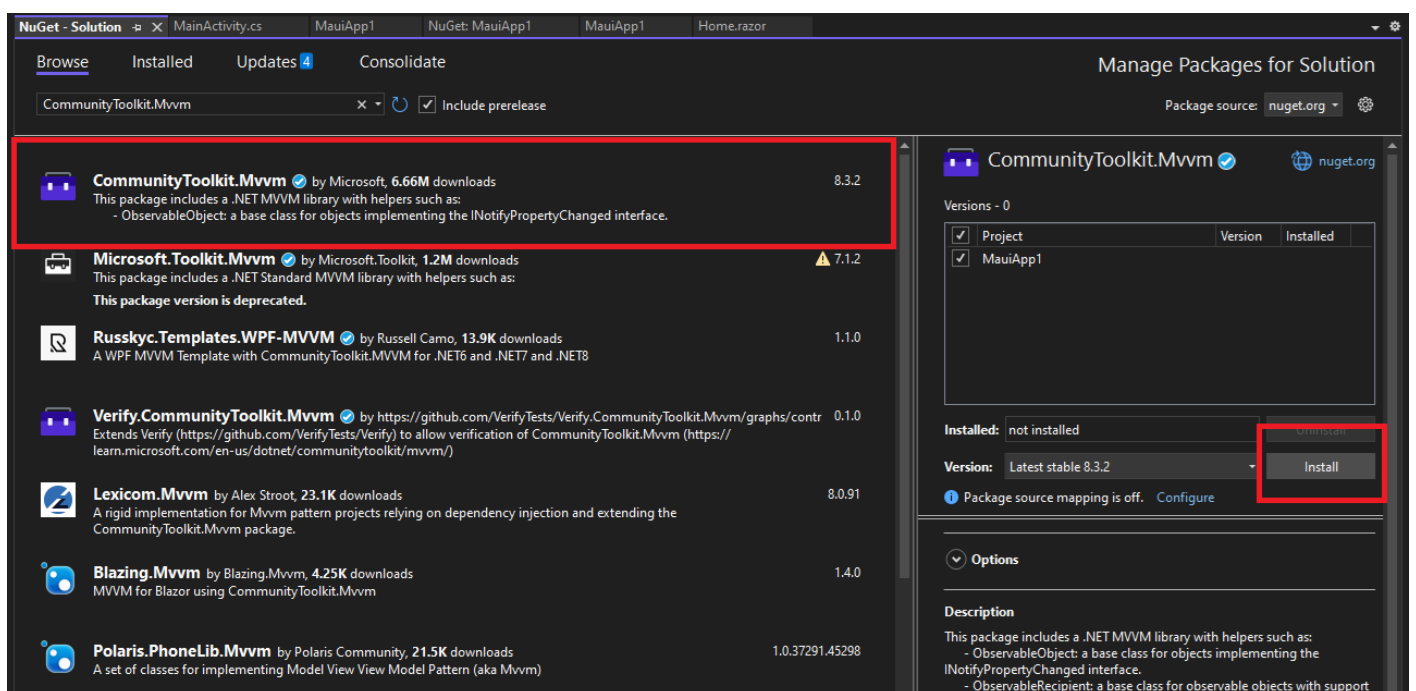 NuGet - Solution
MainActivity.cs
MauiApp1
NuGet: MauiApp1
MauiApp1
Home.razor
Browse
Installed
Updates 4
Consolidate
Manage Packages for Solution
CommunityToolkit.Mvvm
Include prerelease
Package source: nuget.org
CommunityToolkit.Mvvm by Microsoft, 6.66M downloads
8.3.2
This package includes a .NET MVVM library with helpers such as:
- ObservableObject: a base class for objects implementing the INotifyPropertyChanged interface.
Microsoft.Toolkit.Mvvm by Microsoft.Toolkit, 1.2M downloads
7.1.2
This package includes a .NET Standard MVVM library with helpers such as:
This package version is deprecated.
Russkyc.Templates.WPF-MVVM by Russell Camo, 13.9K downloads
1.1.0
A WPF MVVM Template with CommunityToolkit.MVVM for .NET6 and .NET7 and .NET8
Verify.CommunityToolkit.Mvvm by https://github.com/VerifyTests/Verify.CommunityToolkit.Mvvm/graphs/contr
0.1.0
Extends Verify (https://github.com/VerifyTests/Verify) to allow verification of CommunityToolkit.Mvvm (https://
learn.microsoft.com/en-us/dotnet/communitytoolkit/mvvm/)
Lexicom.Mvvm by Alex Stroot, 23.1K downloads
8.0.91
A rigid implementation for Mvvm pattern projects relying on dependency injection and extending the
CommunityToolkit.Mvvm package.
Blazing.Mvvm by Blazing.Mvvm, 4.25K downloads
1.4.0
MVVM for Blazor using CommunityToolkit.Mvvm
Polaris.PhoneLib.Mvvm by Polaris Community, 21.5K downloads
1.0.37291.45298
A set of classes for implementing Model View View Model Pattern (aka Mvvm)
CommunityToolkit.Mvvm
nuget.org
Versions - 0
Project
Version
Installed
MauiApp1
Installed: not installed
Uninstall
Version: Latest stable 8.3.2
Install
Package source mapping is off. Configure
Options
Description
This package includes a .NET MVVM library with helpers such as:
- ObservableObject: a base class for objects implementing the
INotifyPropertyChanged interface.
- ObservableRecipient: a base class for observable objects with support